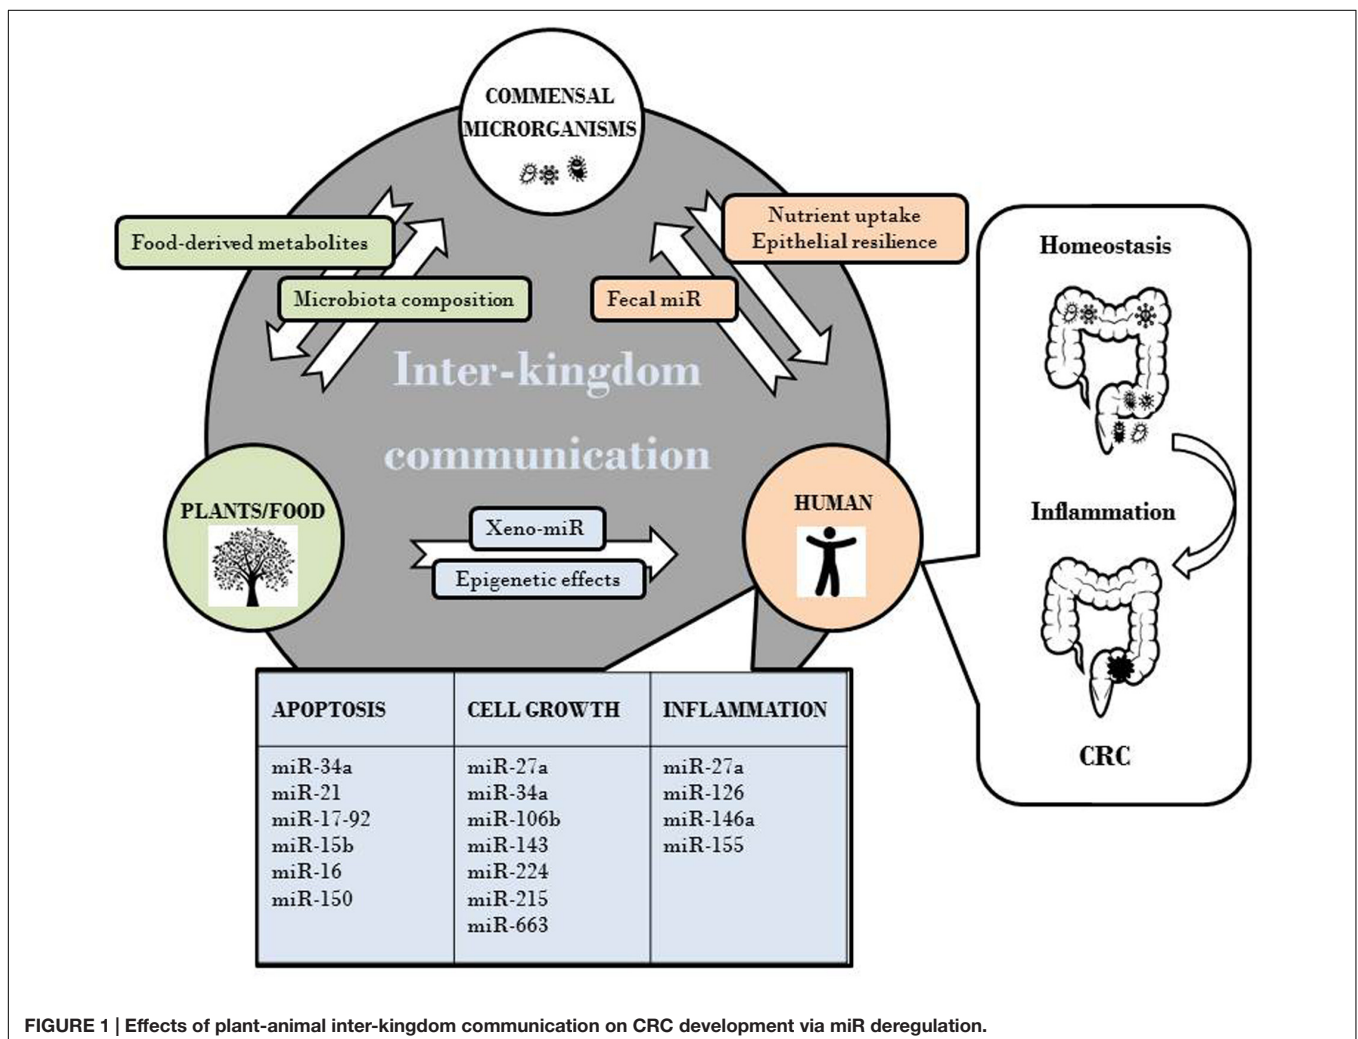 COMMENSAL
MICRORGANISMS
Food-derived metabolites
Microbiota composition
Nutrient uptake
Epithelial resilience
Fecal miR
Inter-kingdom
communication
PLANTS/FOOD
HUMAN
Xeno-miR
Epigenetic effects
Homeostasis
Inflammation
CRC
APOPTOSIS CELL GROWTH INFLAMMATION
miR-34a miR-27a miR-27a
miR-21 miR-34a miR-126
miR-17-92 miR-106b miR-146a
miR-15b miR-143 miR-155
miR-16 miR-224
miR-150 miR-215
miR-663
FIGURE 1 | Effects of plant-animal inter-kingdom communication on CRC development via miR deregulation.